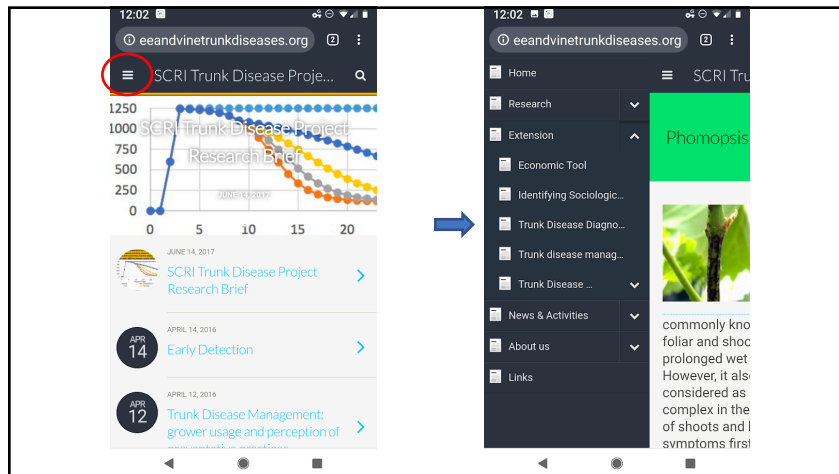 12:02
eeandvinetrunkdiseases.org
2
SCRI Trunk Disease Proje...
1250
1000
750
500
250
0
0 5 10 15 20
SCRI Trunk Disease Project
Research Brief
JUNE 14, 2017
JUNE 14, 2017
SCRI Trunk Disease Project
Research Brief
APR
14
APRIL 14, 2016
Early Detection
APR
12
APRIL 12, 2016
Trunk Disease Management:
grower usage and perception of
12:02
eeandvinetrunkdiseases.org
2
Home
Research
Extension
Economic Tool
Identifying Sociologic...
Trunk Disease Diagno...
Trunk disease manag...
Trunk Disease ...
News & Activities
About us
Links
SCRI Tru
Phomopsis
commonly kno
foliar and shoo
prolonged wet
However, it als
considered as
complex in the
of shoots and l
symptoms first